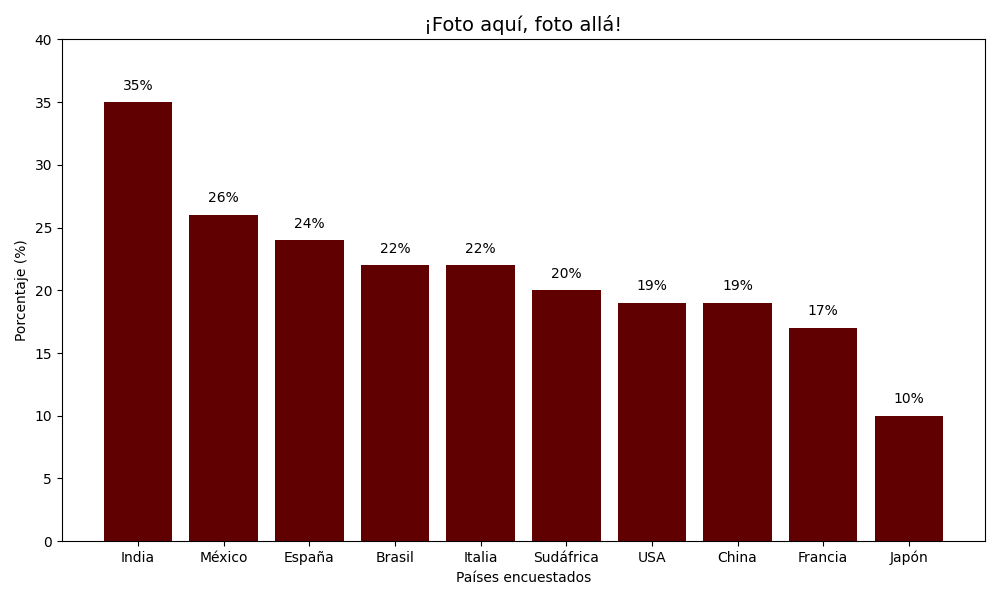 ¡Foto aquí, foto allá!
Porcentaje (%)
40
35
30
25
20
15
10
5
0
35%
26%
24%
22%
22%
20%
19%
19%
17%
10%
India
México
España
Brasil
Italia
Sudáfrica
USA
China
Francia
Japón
Países encuestados